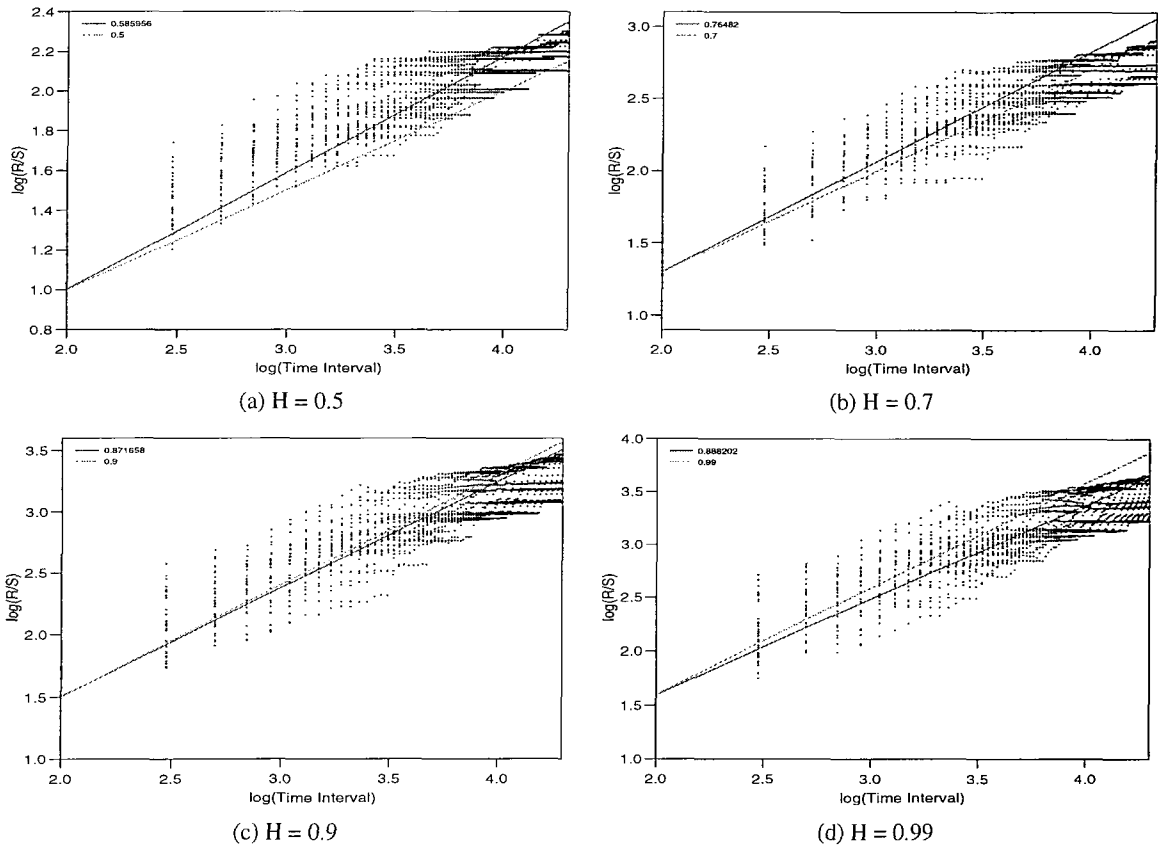 2.4
2.2
2.0
1.8
1.6
1.4
1.2
1.0
0.8
log(R/S)
0.585956
0.5
2.0 2.5 3.0 3.5 4.0
log(Time Interval)
(a) H = 0.5
3.0
2.5
2.0
1.5
1.0
log(R/S)
0.76482
0.7
2.0 2.5 3.0 3.5 4.0
log(Time Interval)
(b) H = 0.7
3.5
3.0
2.5
2.0
1.5
1.0
log(R/S)
0.871658
0.9
2.0 2.5 3.0 3.5 4.0
log(Time Interval)
(c) H = 0.9
4.0
3.5
3.0
2.5
2.0
1.5
1.0
log(R/S)
0.888202
0.99
2.0 2.5 3.0 3.5 4.0
log(Time Interval)
(d) H = 0.99